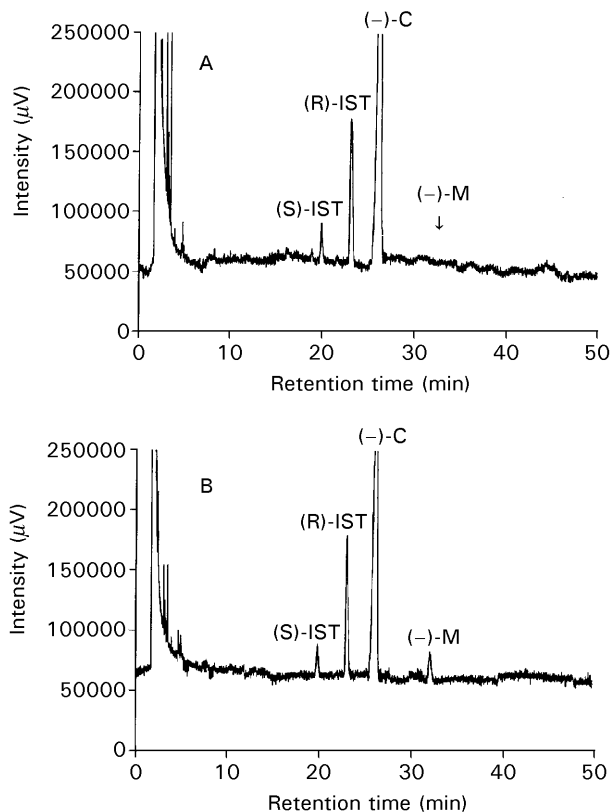 (−)-C
250000
A
200000
(R)-IST
150000
(S)-IST
(−)-M
↓
100000
50000
0
0 10 20 30 40 50
Intensity (μV)
Retention time (min)
(−)-C
250000
B
200000
(R)-IST
150000
(S)-IST
(−)-M
100000
50000
0
0 10 20 30 40 50
Intensity (μV)
Retention time (min)